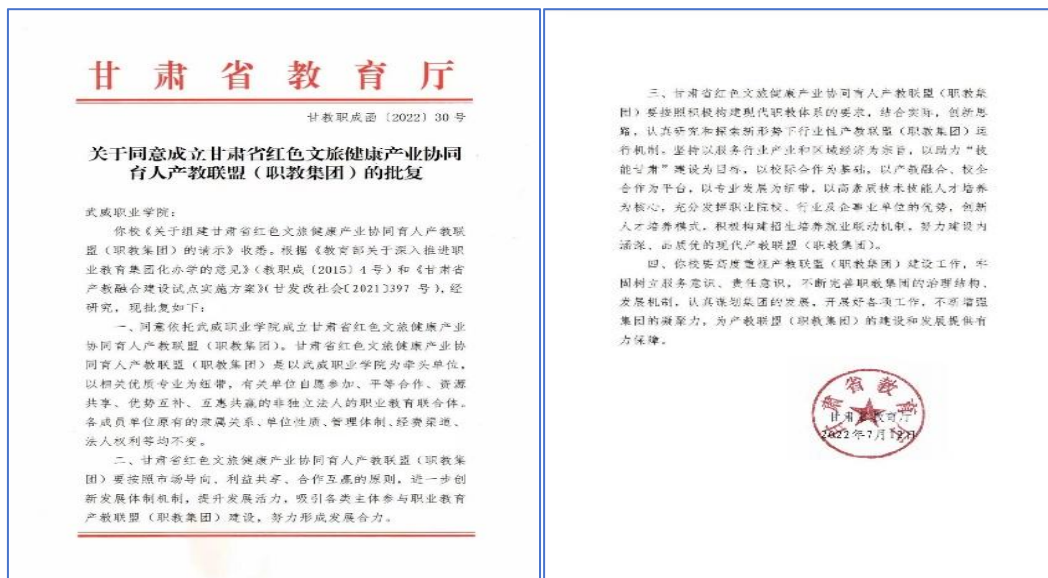 甘肃省教育厅
甘教职成函〔2022〕30号
关于同意成立甘肃省红色文旅健康产业协同
育人产教联盟(职教集团)的批复
武威职业学院:
你校《关于组建甘肃省红色文旅健康产业协同育人产教联
盟(职教集团)的请示》收悉。根据《教育部关于深入推进职
业教育集团化办学的意见》(教职成〔2015〕4号)和《甘肃省
产教融合建设试点实施方案》(甘发改社会〔2021〕397号),经
研究,现批复如下:
一、同意依托武威职业学院成立甘肃省红色文旅健康产业
协同育人产教联盟(职教集团)。甘肃省红色文旅健康产业协
同育人产教联盟(职教集团)是以武威职业学院为牵头单位,
以相关优质专业为纽带,有关单位自愿参加、平等合作、资源
共享、优势互补、互惠共赢的非独立法人的职业教育联合体。
各成员单位原有的隶属关系、单位性质、管理体制、经费渠道、
法人权利等均不变。
二、甘肃省红色文旅健康产业协同育人产教联盟(职教集
团)要按照市场导向、利益共享、合作互赢的原则,进一步创
新发展体制机制,提升发展活力,吸引各类主体参与职业教育
产教联盟(职教集团)建设,努力形成发展合力。
三、甘肃省红色文旅健康产业协同育人产教联盟(职教集
团)要按照积极构建现代职教体系的要求,结合实际,创新思
路,认真研究和探索新形势下行业性产教联盟(职教集团)运
行机制。坚持以服务行业产业和区域经济为宗旨,以助力“技
能甘肃”建设为目标,以校际合作为基础,以产教融合、校企
合作为平台,以专业发展为纽带,以高素质技术技能人才培养
为核心,充分发挥职业院校、行业及企事业单位的优势,创新
人才培养模式,积极构建招生培养就业联动机制,努力建设内
涵深、品质优的现代产教联盟(职教集团)。
四、你校要高度重视产教联盟(职教集团)建设工作,牢
固树立服务意识、责任意识,不断完善职教集团的治理结构、
发展机制,认真谋划集团的发展,开展好各项工作,不断增强
集团的凝聚力,为产教联盟(职教集团)的建设和发展提供有
力保障。
甘肃省教育厅
2022年7月12日